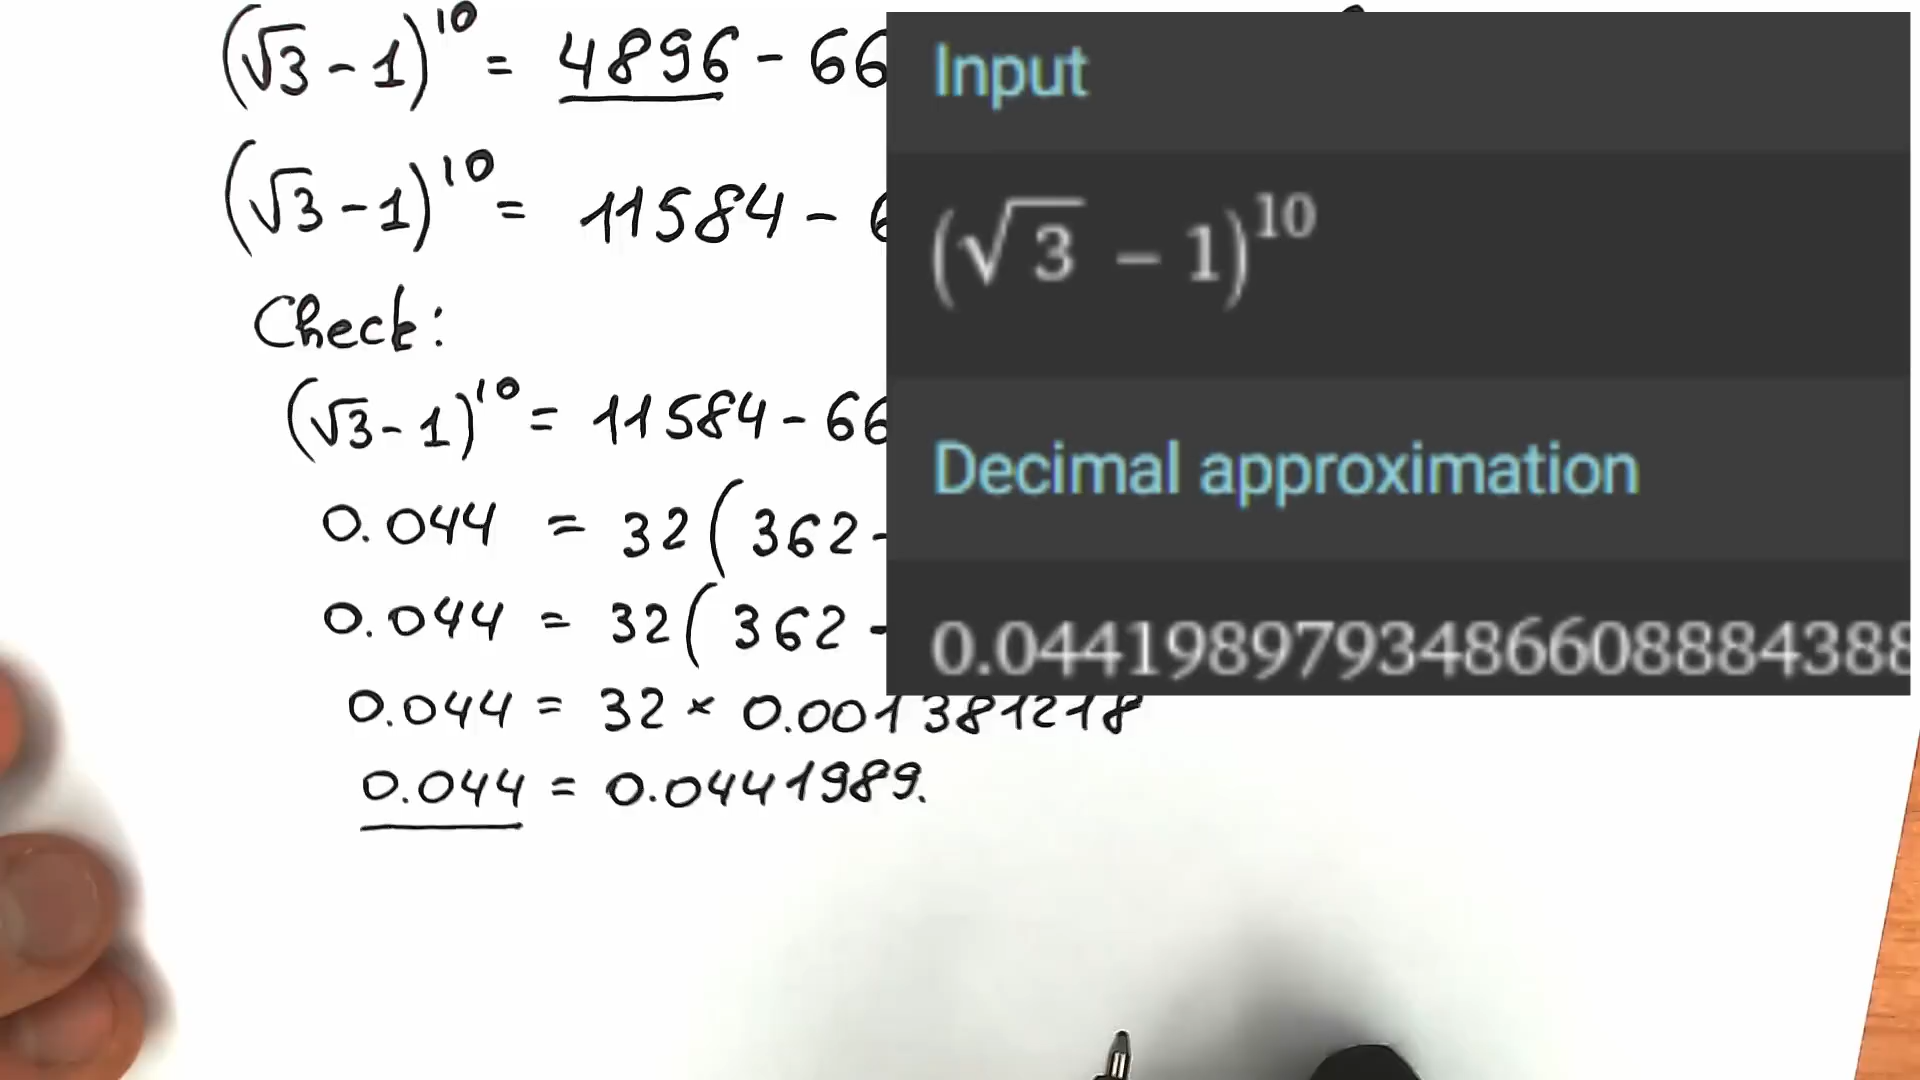 (√3 - 1)^10 = 4896 - 66
(√3 - 1)^10 = 11584 - 6
Check:
(√3 - 1)^10 = 11584 - 66
0.044 = 32 ( 362 -
0.044 = 32 ( 362 -
0.044 = 32 × 0.001381218
0.044 = 0.0441989.
Input
(√3 - 1)^10
Decimal approximation
0.044198979348660888438